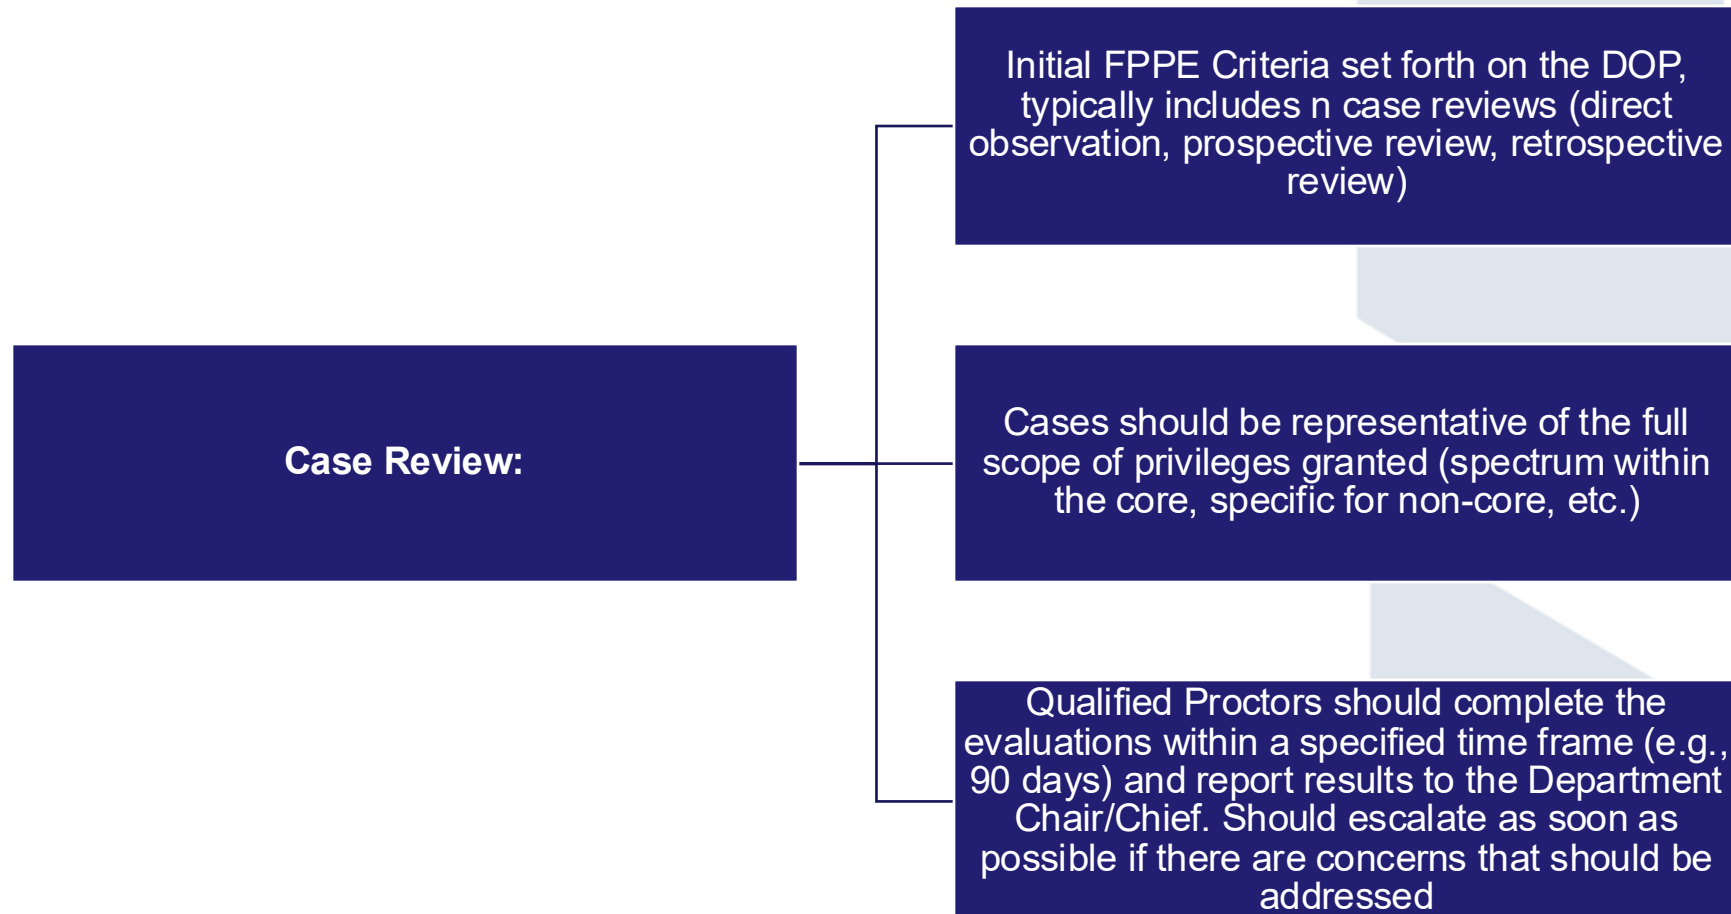 Case Review:
Initial FPPE Criteria set forth on the DOP,
typically includes n case reviews (direct
observation, prospective review, retrospective
review)
Cases should be representative of the full
scope of privileges granted (spectrum within
the core, specific for non-core, etc.)
Qualified Proctors should complete the
evaluations within a specified time frame (e.g.,
90 days) and report results to the Department
Chair/Chief. Should escalate as soon as
possible if there are concerns that should be
addressed